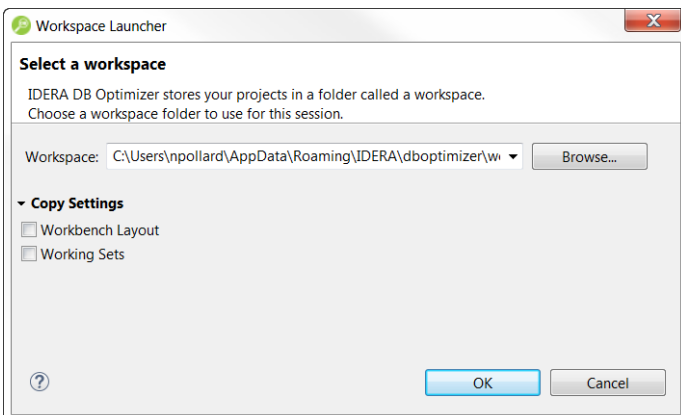 Workspace Launcher
X
Select a workspace
IDERA DB Optimizer stores your projects in a folder called a workspace.
Choose a workspace folder to use for this session.
Workspace: C:\Users\npollard\AppData\Roaming\IDERA\dboptimizer\w Browse...
Copy Settings
Workbench Layout
Working Sets
? OK Cancel